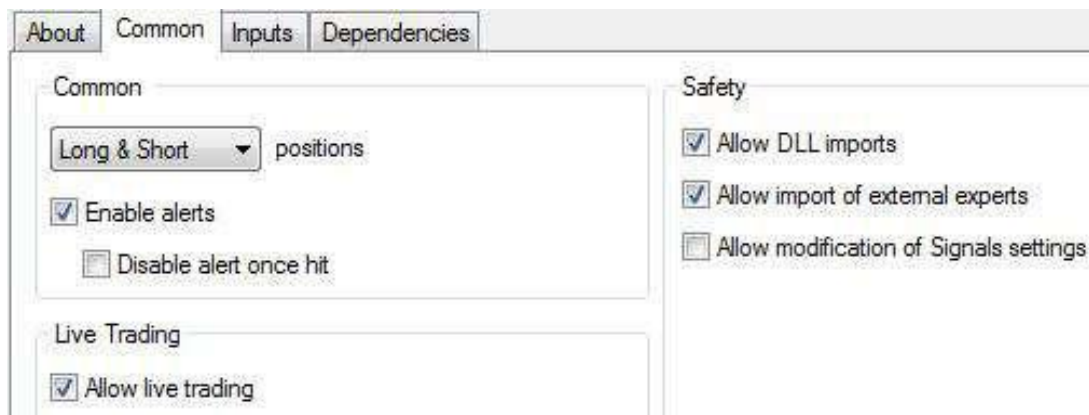 About Common Inputs Dependencies
Common
Long & Short positions
Enable alerts
Disable alert once hit
Live Trading
Allow live trading
Safety
Allow DLL imports
Allow import of external experts
Allow modification of Signals settings